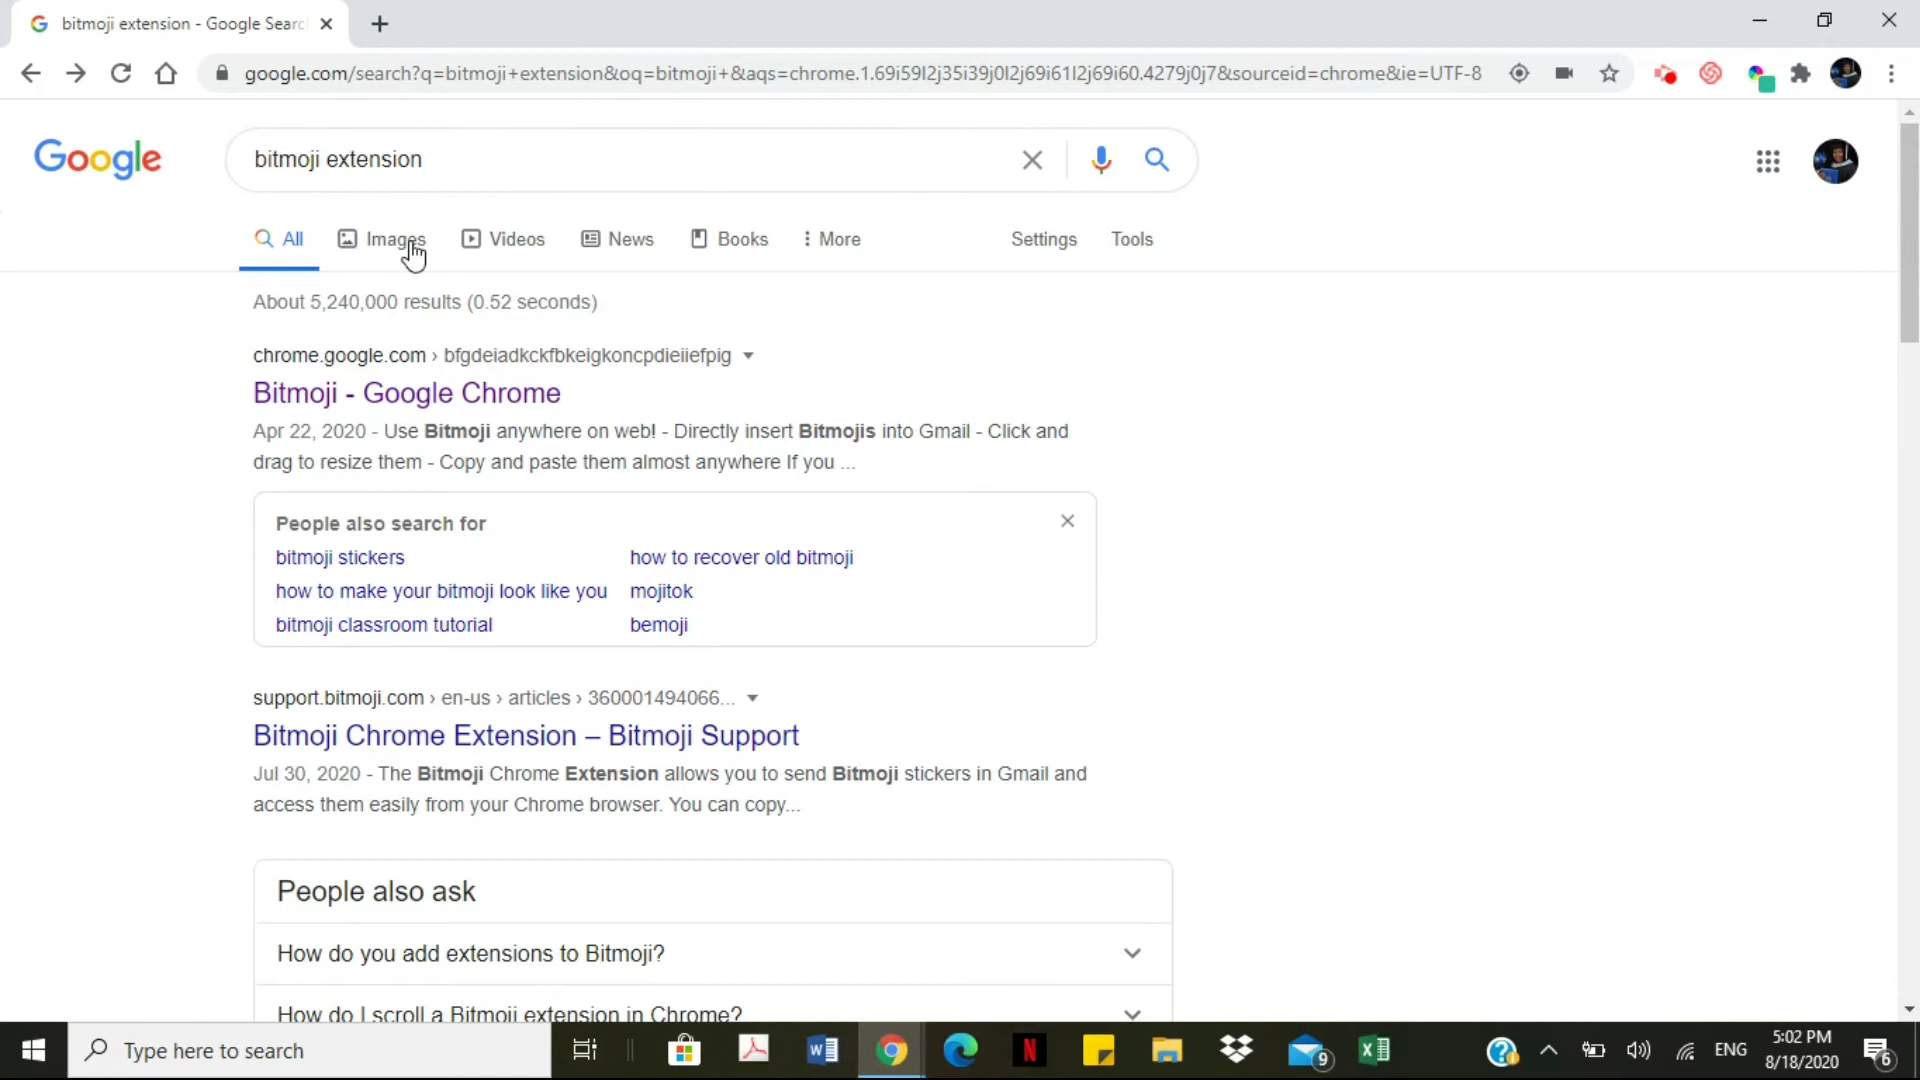 bitmoji extension - Google Searc
google.com/search?q=bitmoji+extension&oq=bitmoji+&aqs=chrome.1.69i59l2j35i39j0l2j69i61l2j69i60.4279j0j7&sourceid=chrome&ie=UTF-8
Google
bitmoji extension
All Images Videos News Books More Settings Tools
About 5,240,000 results (0.52 seconds)
chrome.google.com › bfgdeiadkckfbkeigkoncpdieiiefpig
Bitmoji - Google Chrome
Apr 22, 2020 - Use Bitmoji anywhere on web! - Directly insert Bitmojis into Gmail - Click and
drag to resize them - Copy and paste them almost anywhere If you ...
People also search for
bitmoji stickers how to recover old bitmoji
how to make your bitmoji look like you mojitok
bitmoji classroom tutorial bemoji
support.bitmoji.com › en-us › articles › 360001494066...
Bitmoji Chrome Extension – Bitmoji Support
Jul 30, 2020 - The Bitmoji Chrome Extension allows you to send Bitmoji stickers in Gmail and
access them easily from your Chrome browser. You can copy...
People also ask
How do you add extensions to Bitmoji?
How do I scroll a Bitmoji extension in Chrome?
Type here to search
9
ENG
5:02 PM
8/18/2020
6